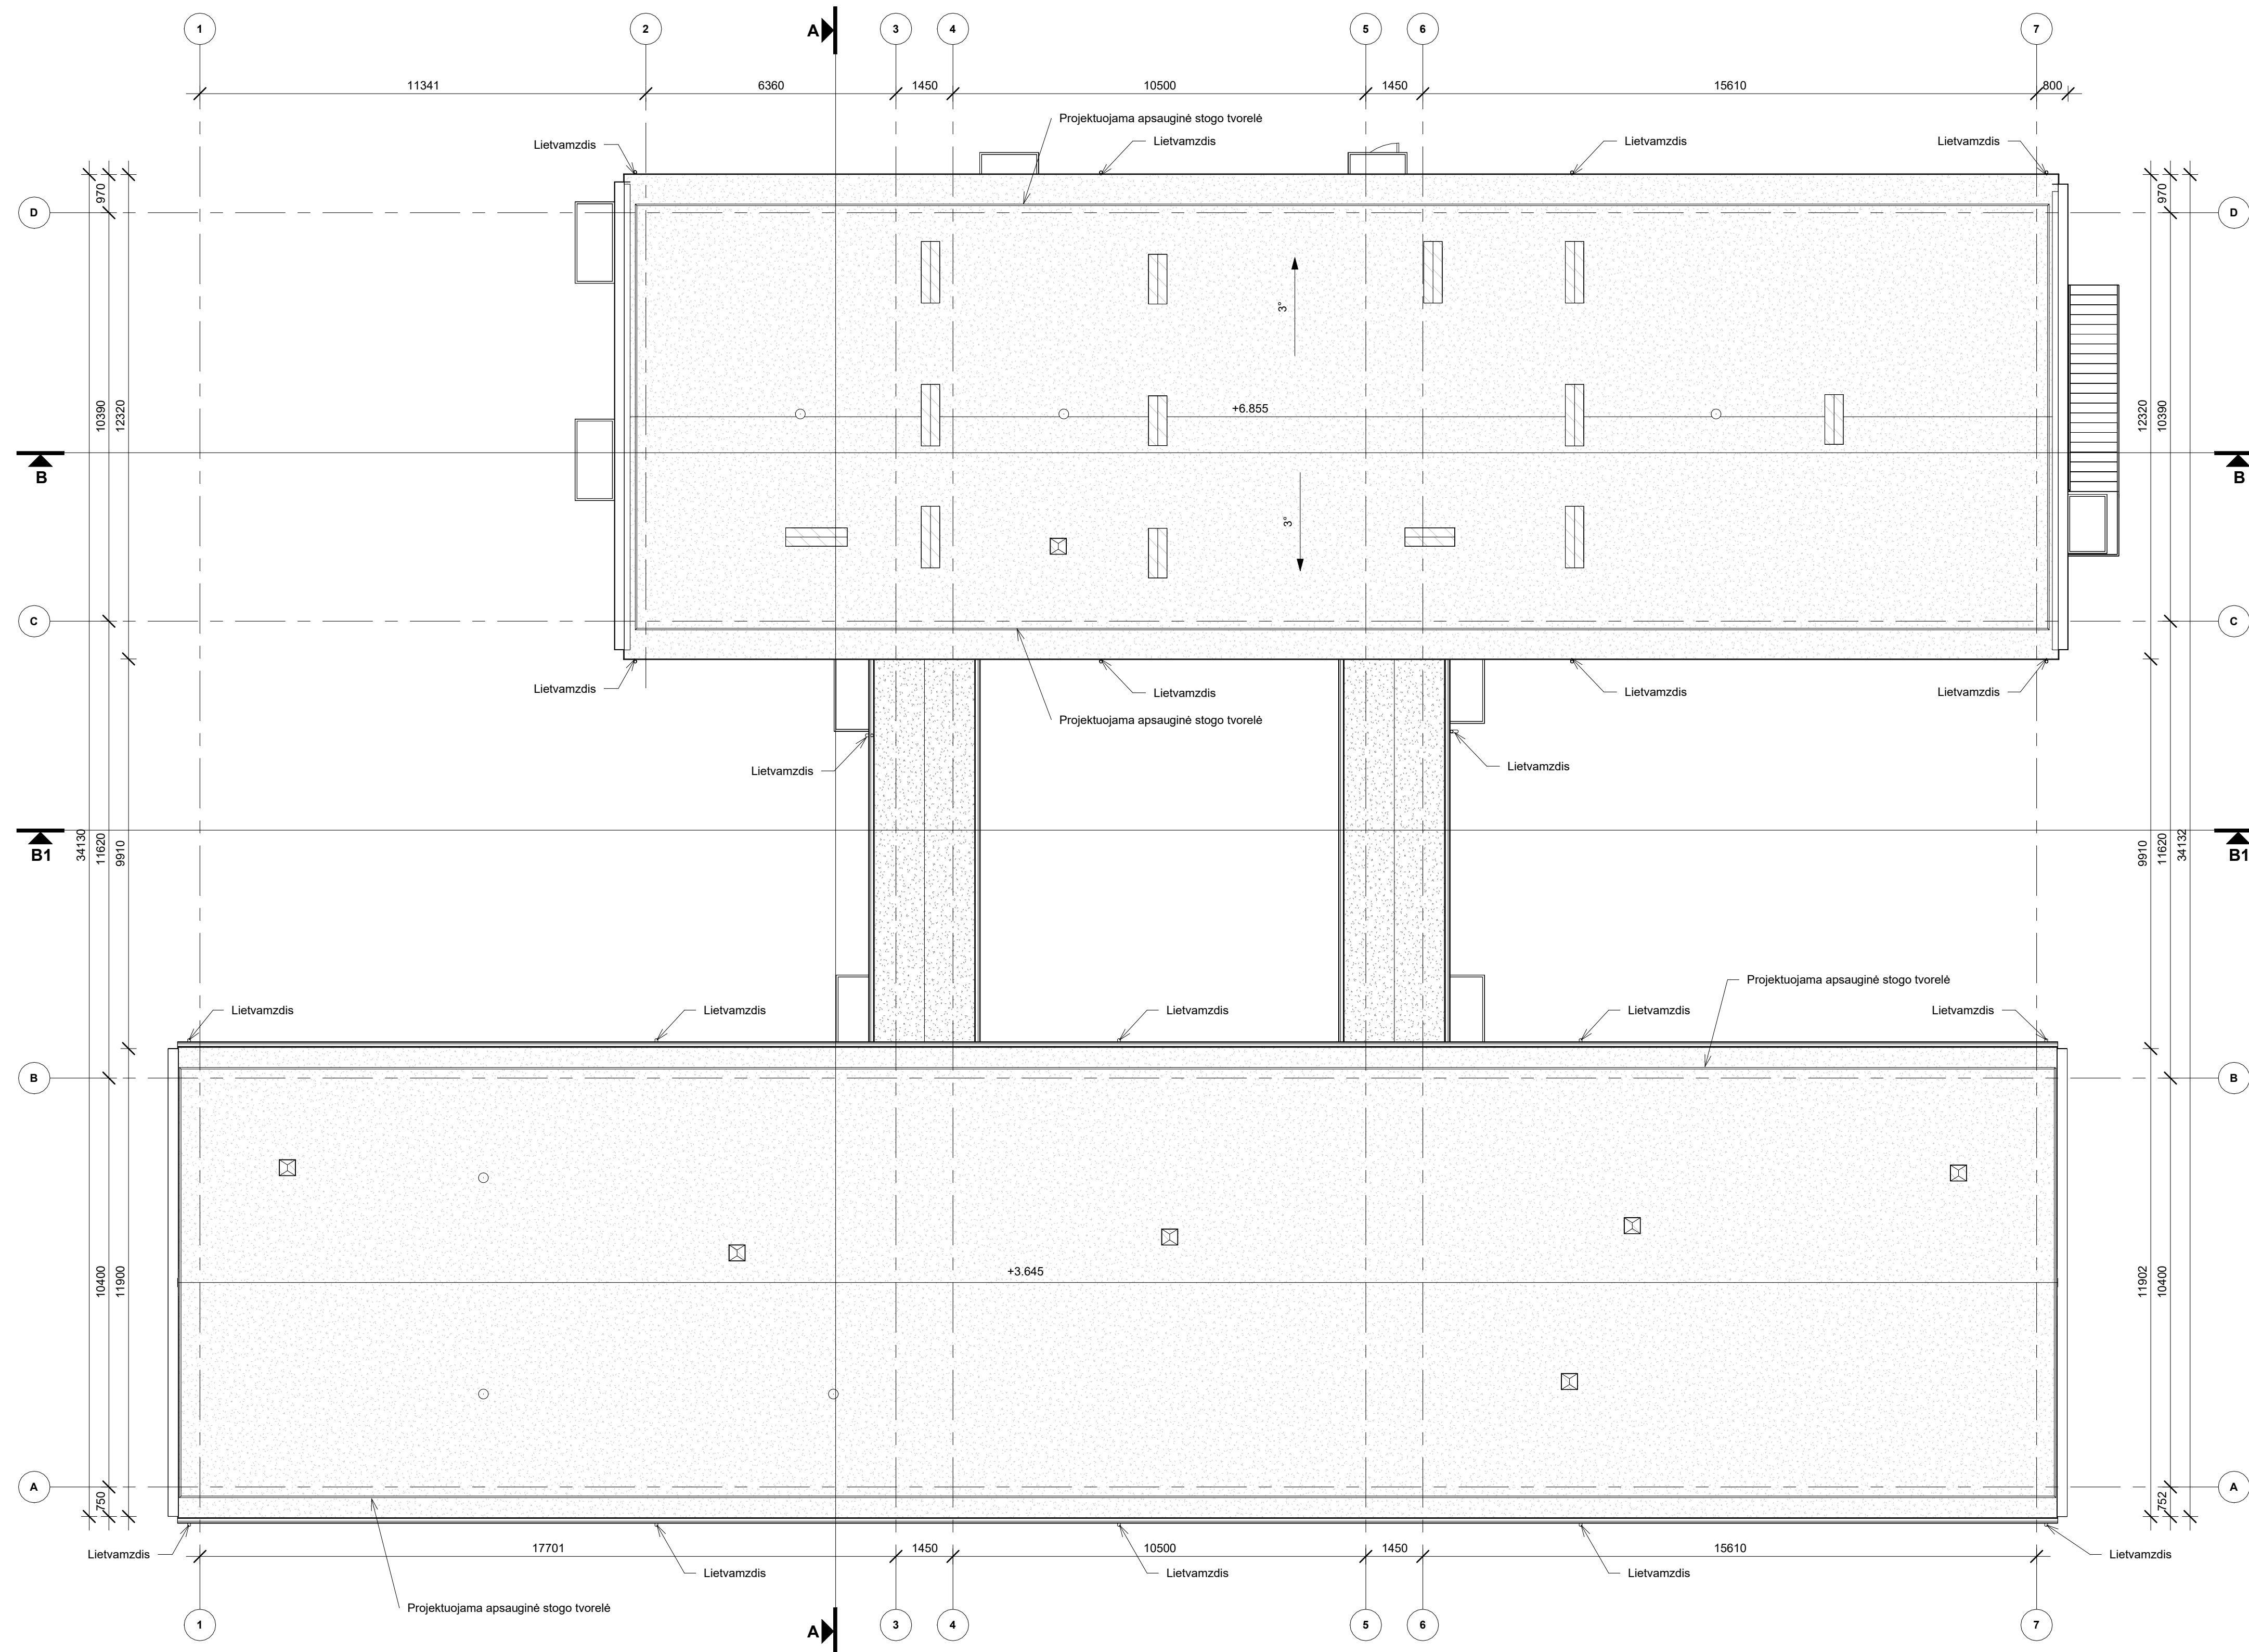 1
2
A
3
4
5
6
7
11341
6360
1450
10500
1450
15610
800
Projektuojama apsauginė stogo tvorelė
Lietvamzdis
Lietvamzdis
Lietvamzdis
Lietvamzdis
970
970
D
D
3°
10390
12320
+6.855
12320
10390
B
B
3°
C
C
Lietvamzdis
Lietvamzdis
Lietvamzdis
Lietvamzdis
Projektuojama apsauginė stogo tvorelė
Lietvamzdis
Lietvamzdis
34130
11620
9910
9910
11620
34132
B1
B1
Projektuojama apsauginė stogo tvorelė
Lietvamzdis
Lietvamzdis
Lietvamzdis
Lietvamzdis
Lietvamzdis
B
B
+3.645
10400
11900
11902
10400
A
A
750
752
17701
1450
10500
1450
15610
Lietvamzdis
Lietvamzdis
Lietvamzdis
Lietvamzdis
Lietvamzdis
Projektuojama apsauginė stogo tvorelė
1
A
3
4
5
6
7